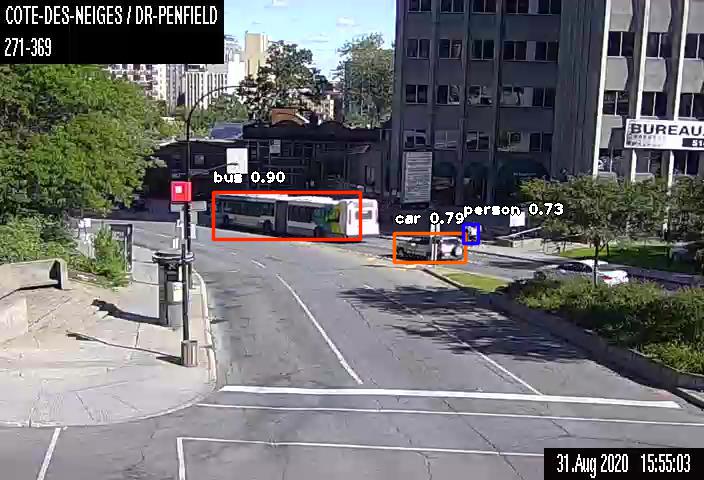 COTE-DES-NEIGES / DR-PENFIELD
271-369
bus 0.90
car 0.79
person 0.73
BUREAU
31.Aug 2020 15:55:03